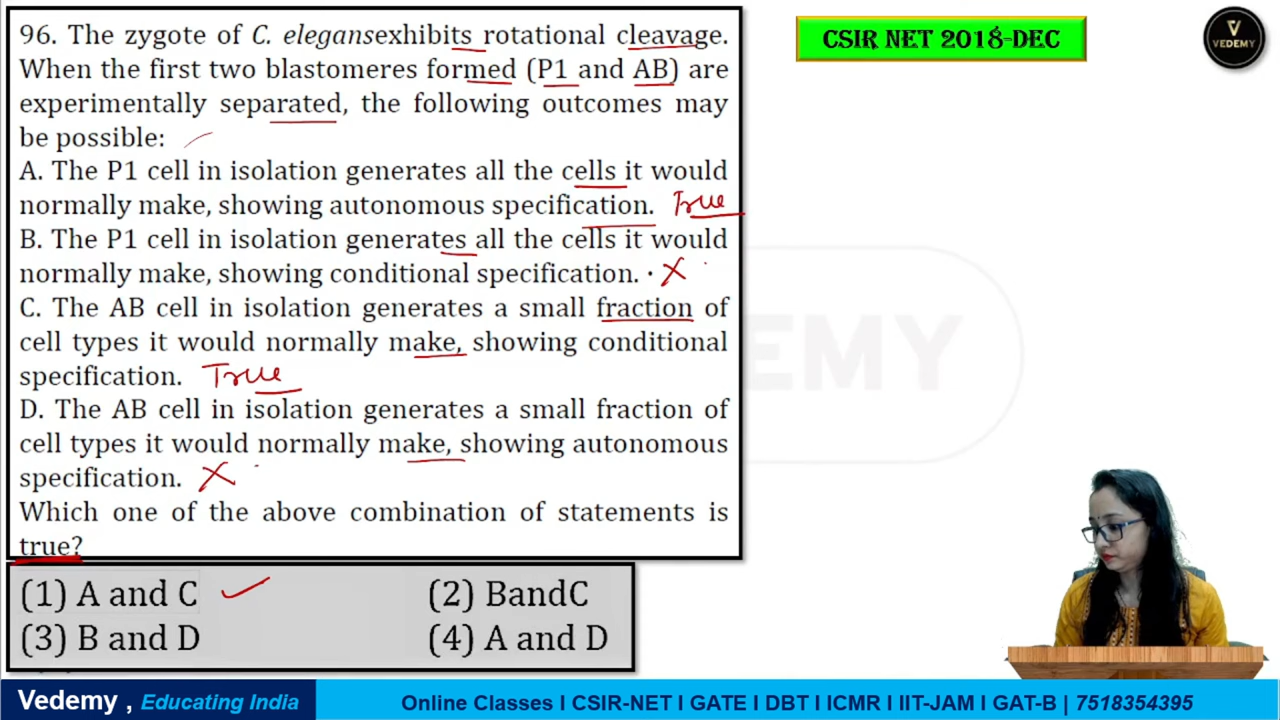 96. The zygote of C. elegansexhibits rotational cleavage.
When the first two blastomeres formed (P1 and AB) are
experimentally separated, the following outcomes may
be possible:
A. The P1 cell in isolation generates all the cells it would
normally make, showing autonomous specification. True
B. The P1 cell in isolation generates all the cells it would
normally make, showing conditional specification. · X
C. The AB cell in isolation generates a small fraction of
cell types it would normally make, showing conditional
specification. True
D. The AB cell in isolation generates a small fraction of
cell types it would normally make, showing autonomous
specification. X
Which one of the above combination of statements is
true?
(1) A and C
(2) BandC
(3) B and D
(4) A and D
CSIR NET 2018-DEC
V
VEDEMY
EMY
Vedemy , Educating India
Online Classes I CSIR-NET I GATE I DBT I ICMR I IIT-JAM I GAT-B | 7518354395